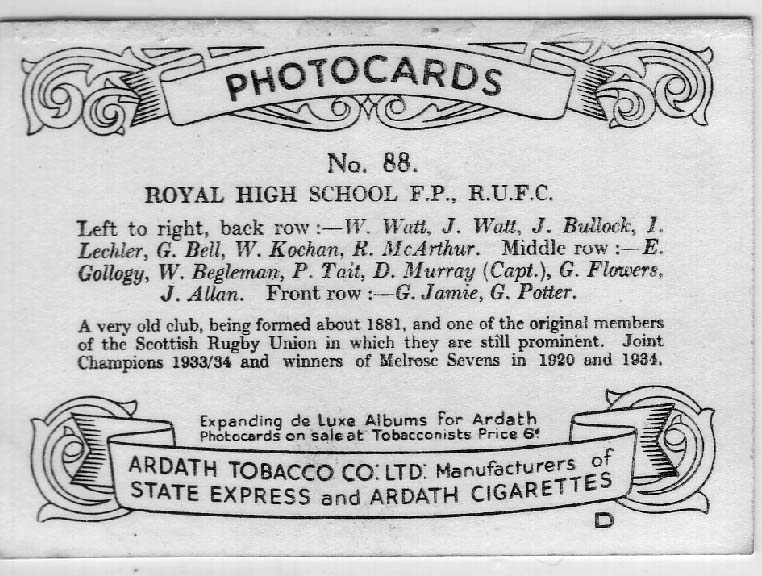 PHOTOCARDS
No. 88.
ROYAL HIGH SCHOOL F.P., R.U.F.C.
Left to right, back row :—W. Watt, J. Watt, J. Bullock, I.
Lechler, G. Bell, W. Kochan, R. McArthur. Middle row :—E.
Gollogy, W. Begleman, P. Tait, D. Murray (Capt.), G. Flowers,
J. Allan. Front row :—G. Jamie, G. Potter.
A very old club, being formed about 1881, and one of the original members
of the Scottish Rugby Union in which they are still prominent. Joint
Champions 1933/34 and winners of Melrose Sevens in 1920 and 1934.
Expanding de Luxe Albums for Ardath
Photocards on sale at Tobacconists Price 6d
ARDATH TOBACCO CO. LTD. Manufacturers of
STATE EXPRESS and ARDATH CIGARETTES
D